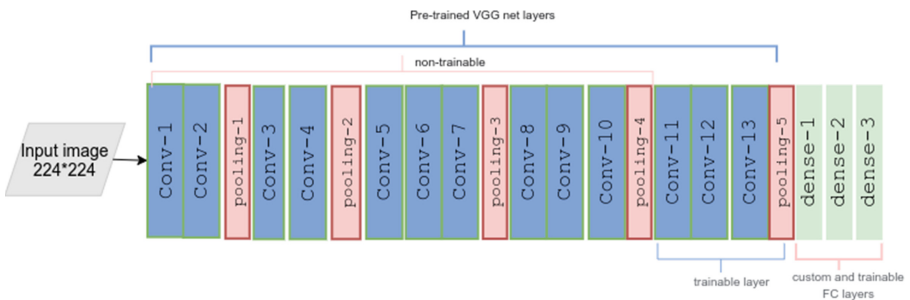 Pre-trained VGG net layers
non-trainable
Input image
224*224
Conv-1
Conv-2
pooling-1
Conv-3
Conv-4
pooling-2
Conv-5
Conv-6
Conv-7
pooling-3
Conv-8
Conv-9
Conv-10
pooling-4
Conv-11
Conv-12
Conv-13
pooling-5
dense-1
dense-2
dense-3
trainable layer
custom and trainable
FC layers